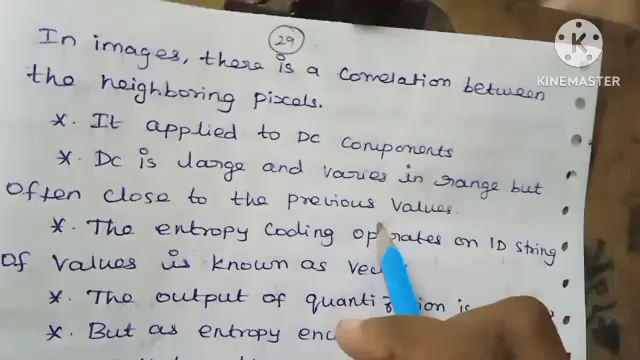 29
In images, there is a correlation between
the neighboring pixels.
*. It applied to DC components
*. DC is large and varies in range but
often close to the previous values.
*. The entropy coding operates on 1D string
of values is known as
*. The output of quantization is
*. But as entropy
K
KINEMASTER